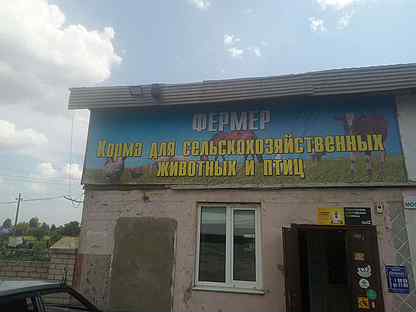 ФЕРМЕР
Корма для сельскохозяйственных
животных и птиц